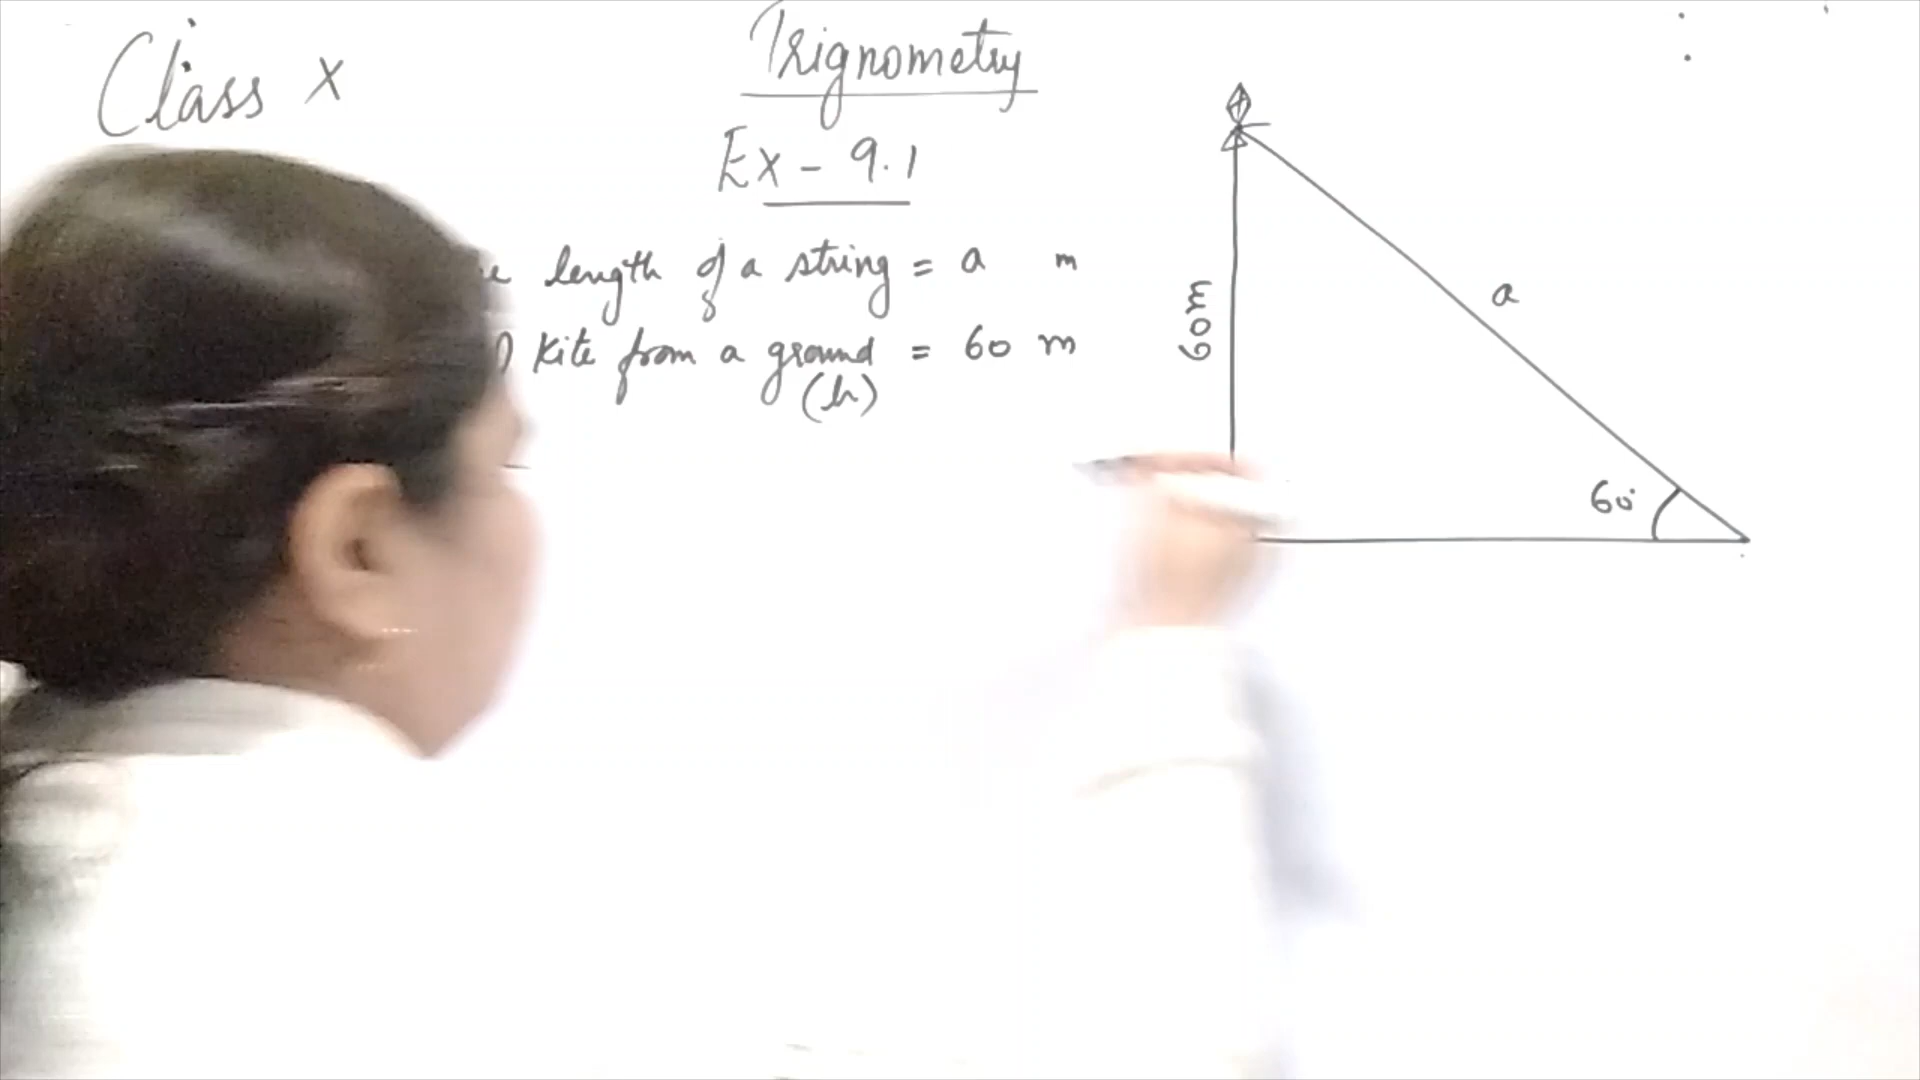 Class X
Trignometry
Ex - 9.1
length of a string = a m
kite from a ground = 60 m
(h)
60m
a
60°